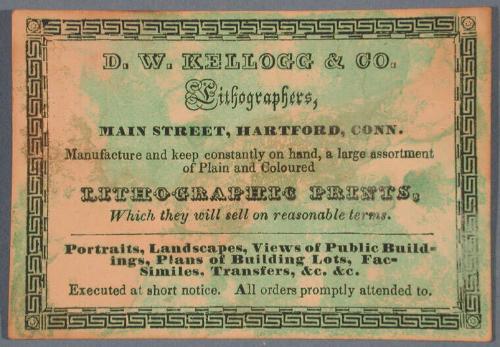 D. W. KELLOGG & CO.
Lithographers,
MAIN STREET, HARTFORD, CONN.
Manufacture and keep constantly on hand, a large assortment
of Plain and Coloured
LITHOGRAPHIC PRINTS,
Which they will sell on reasonable terms.
Portraits, Landscapes, Views of Public Build-
ings, Plans of Building Lots, Fac-
Similes, Transfers, &c. &c.
Executed at short notice. All orders promptly attended to.